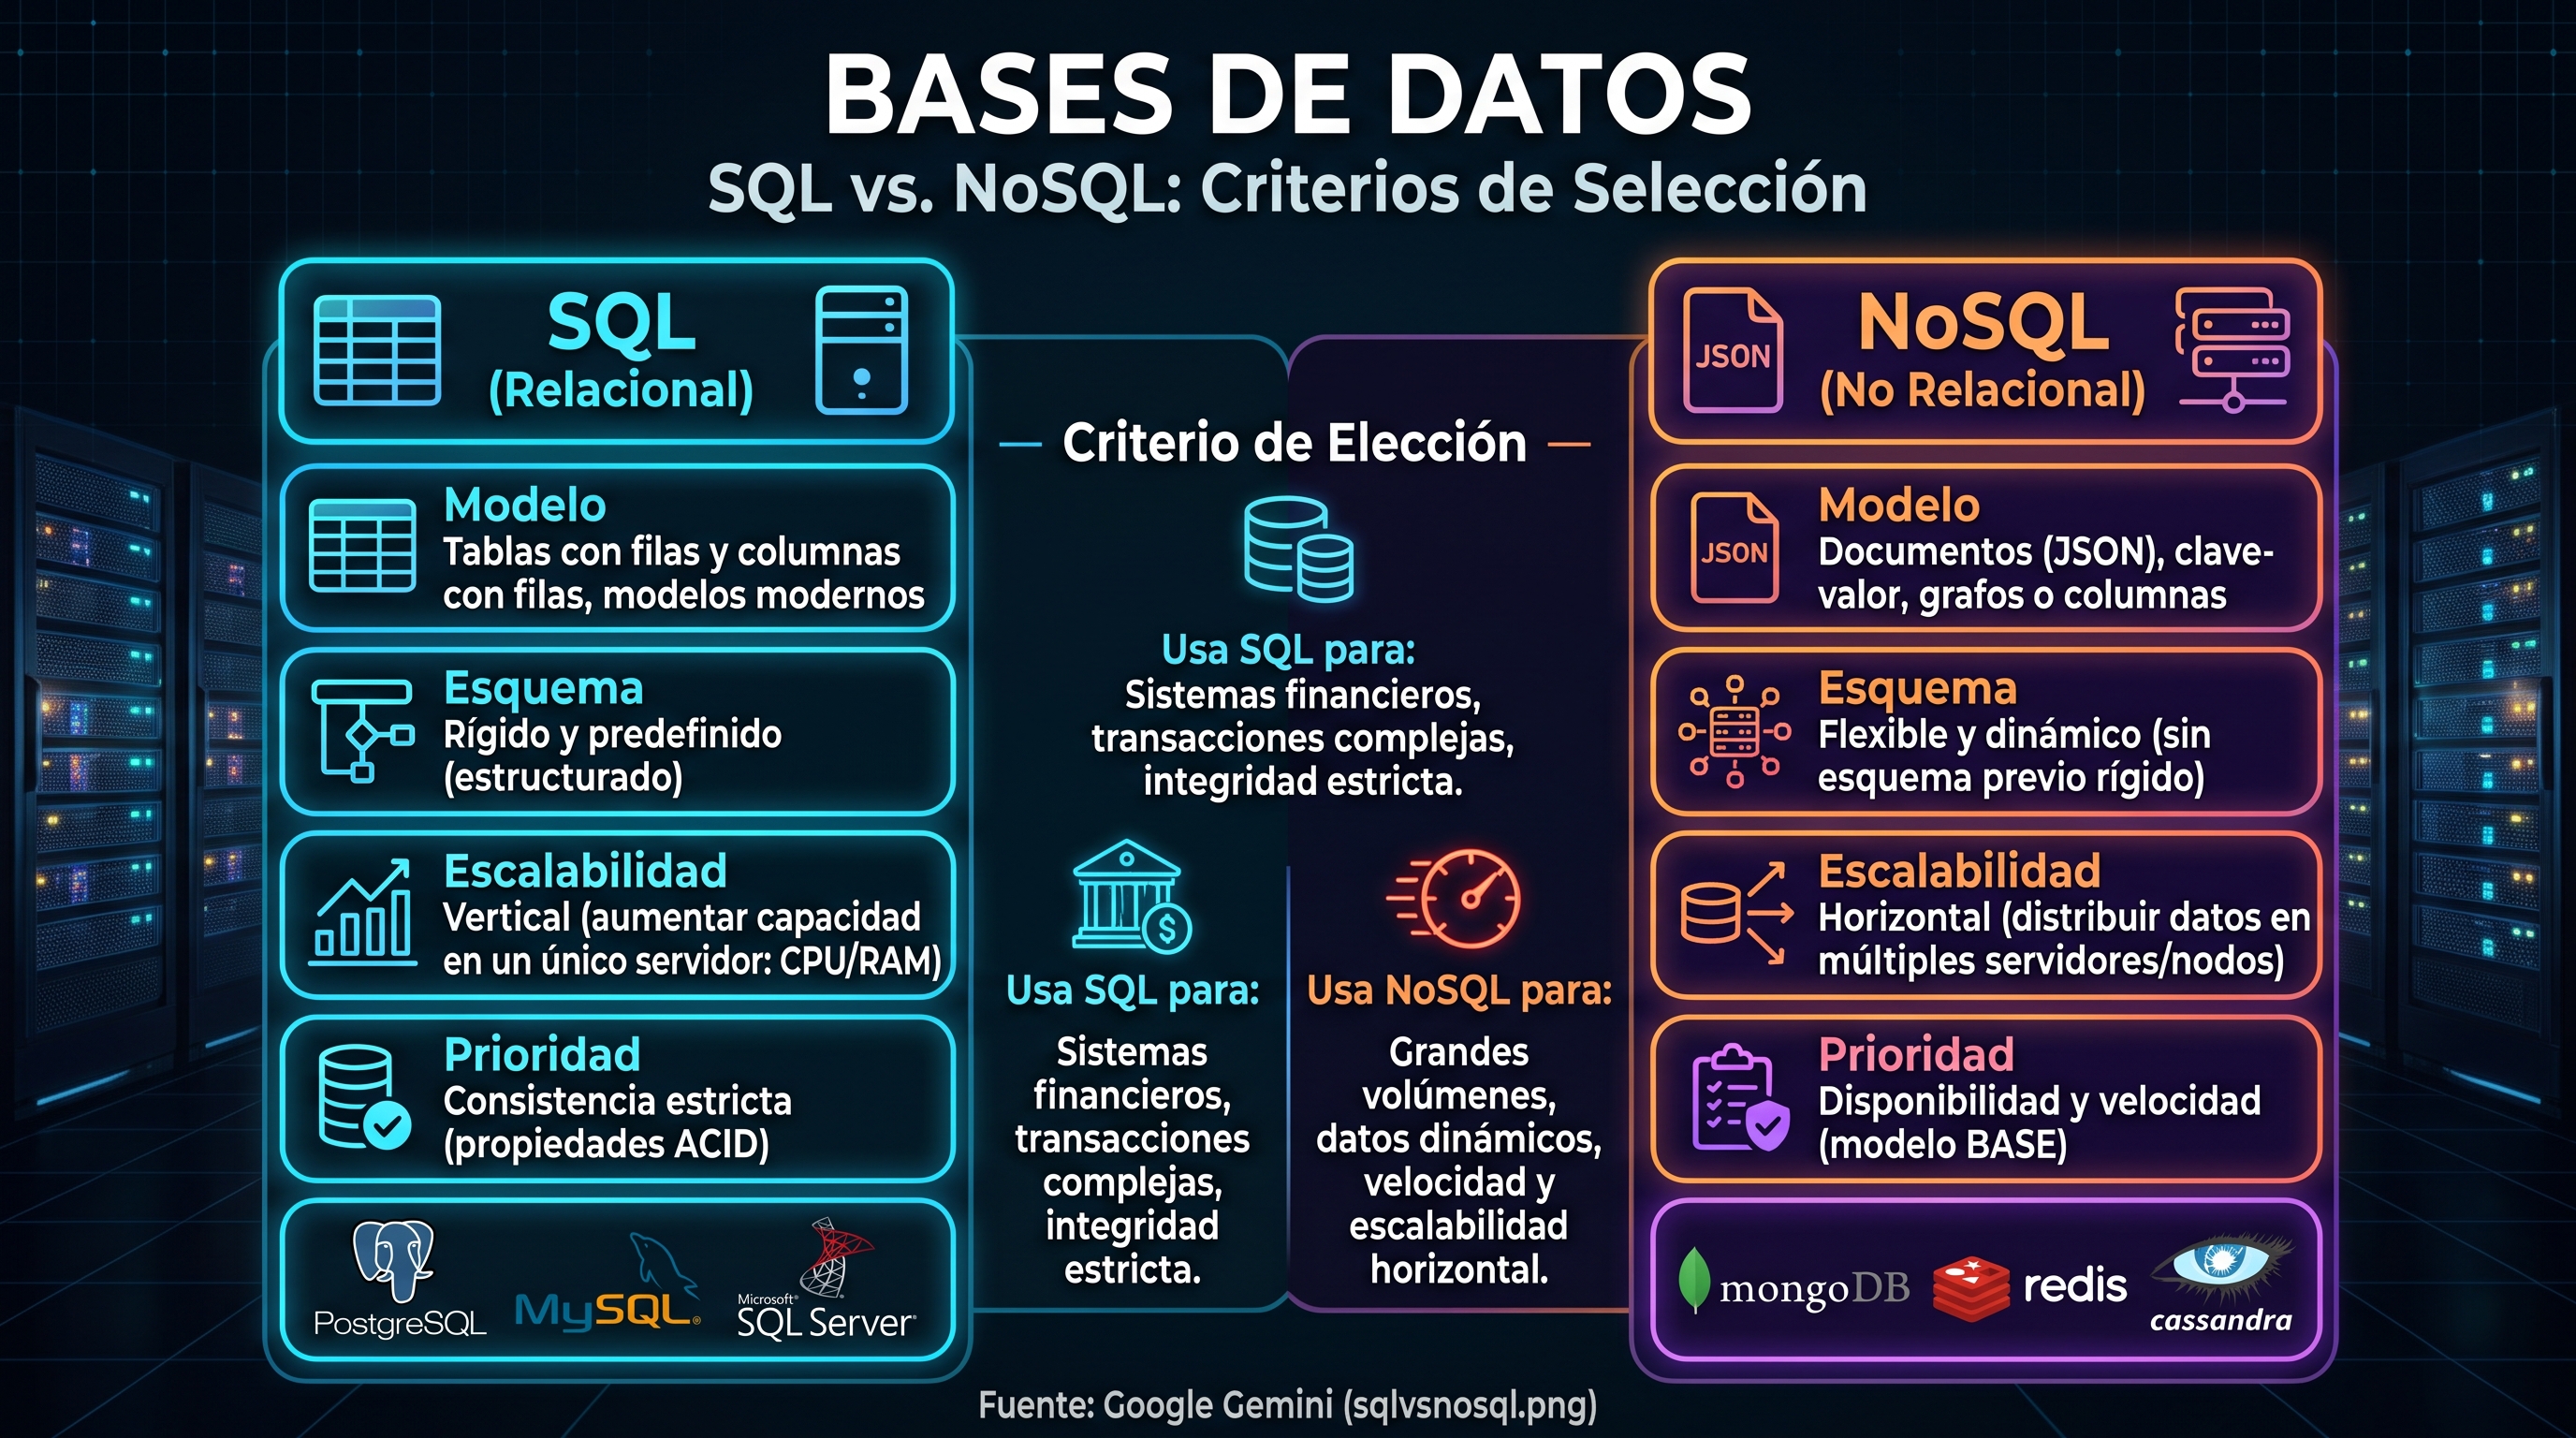 BASES DE DATOS
SQL vs. NoSQL: Criterios de Selección
SQL
(Relacional)
Modelo
Tablas con filas y columnas
con filas, modelos modernos
Esquema
Rígido y predefinido
(estructurado)
Escalabilidad
Vertical (aumentar capacidad
en un único servidor: CPU/RAM)
Prioridad
Consistencia estricta
(propiedades ACID)
PostgreSQL
MySQL®
Microsoft®
SQL Server®
Criterio de Elección
Usa SQL para:
Sistemas financieros,
transacciones complejas,
integridad estricta.
$
Usa SQL para:
Sistemas
financieros,
transacciones
complejas,
integridad
estricta.
Usa NoSQL para:
Grandes
volúmenes,
datos dinámicos,
velocidad y
escalabilidad
horizontal.
JSON
NoSQL
(No Relacional)
JSON
Modelo
Documentos (JSON), clave-
valor, grafos o columnas
Esquema
Flexible y dinámico (sin
esquema previo rígido)
Escalabilidad
Horizontal (distribuir datos en
múltiples servidores/nodos)
Prioridad
Disponibilidad y velocidad
(modelo BASE)
mongoDB
redis
cassandra
Fuente: Google Gemini (sqlvsnosql.png)